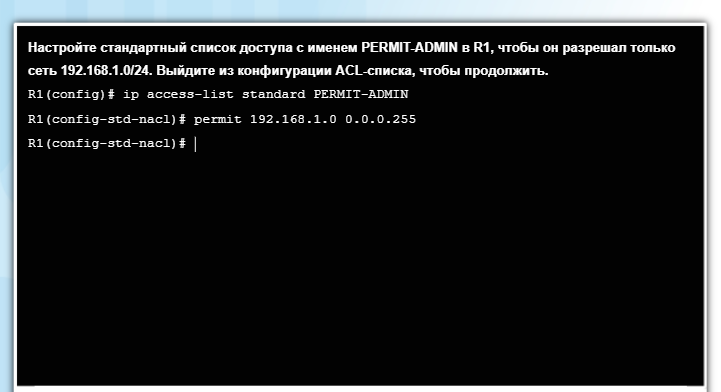 Настройте стандартный список доступа с именем PERMIT-ADMIN в R1, чтобы он разрешал только
сеть 192.168.1.0/24. Выйдите из конфигурации ACL-списка, чтобы продолжить.
R1(config)# ip access-list standard PERMIT-ADMIN
R1(config-std-nacl)# permit 192.168.1.0 0.0.0.255
R1(config-std-nacl)#